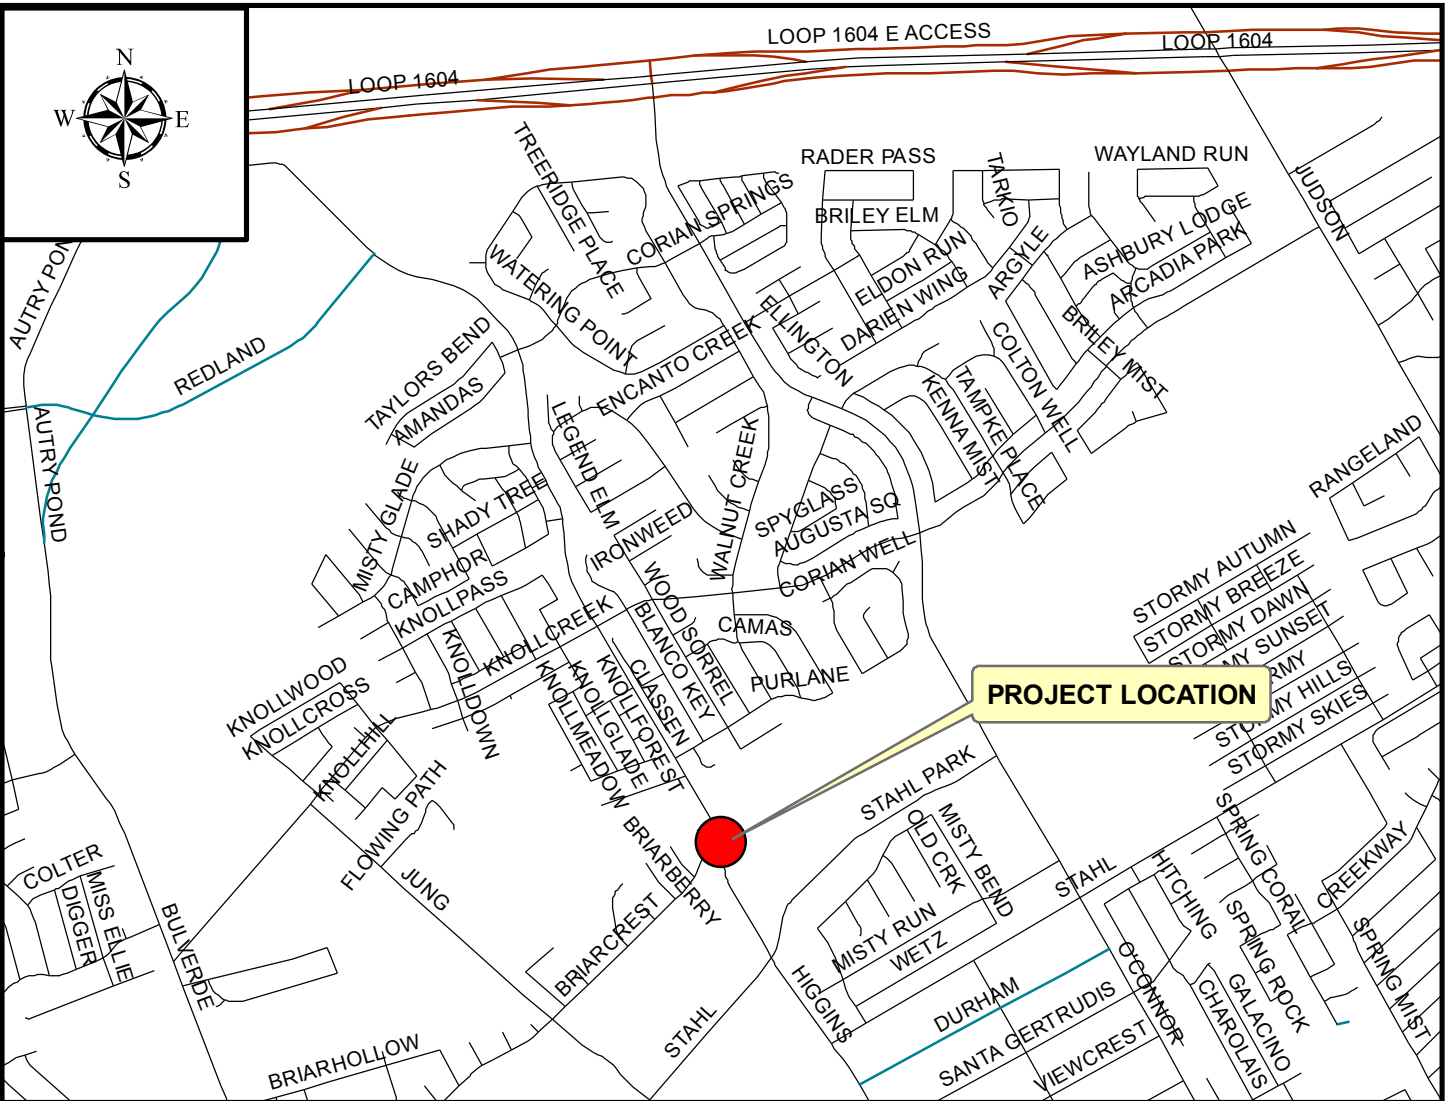 LOOP 1604 E ACCESS
LOOP 1604
LOOP 1604
N
W
E
S
TREERIDGE PLACE
RADER PASS
TARKIO
WAYLAND RUN
JUDSON
CORIAN SPRINGS
BRILEY ELM
ASHBURY LODGE
ARCADIA PARK
ARGYLE
ELDON RUN
DARIEN WING
AUTRY PON
WATERING POINT
REDLAND
TAYLORS BEND
AMANDAS
ENCANTO CREEK
ELLINGTON
BRILEY MIST
COLTON WELL
TAMPKE PLACE
KENNA MIST
AUTRY POND
LEGEND ELM
WALNUT CREEK
RANGELAND
MISTY GLADE
SHADY TREE
SPYGLASS
AUGUSTA SQ
IRONWEED
CORIAN WELL
CAMPHOR
KNOLLPASS
KNOLLCREEK
WOOD SORREL
BLANCO KEY
CAMAS
PURLANE
STORMY AUTUMN
STORMY BREEZE
STORMY DAWN
MY SUNSET
RMY
STORMY HILLS
STORMY SKIES
PROJECT LOCATION
KNOLLWOOD
KNOLLCROSS
KNOLLHILL
KNOLLDOWN
KNOLLMEADOW
KNOLLGLADE
KNOLLFOREST
CLASSEN
FLOWING PATH
STAHL PARK
OLD CRK
MISTY BEND
BRIARBERRY
JUNG
COLTER
MISS ELLIE
DIGGER
BULVERDE
BRIARCREST
MISTY RUN
WETZ
STAHL
HITCHING
SPRING CORAL
CREEKWAY
SPRING ROCK
SPRING MIST
HIGGINS
O'CONNOR
DURHAM
SANTA GERTRUDIS
VIEWCREST
CHAROLAIS
GALACINO
STAHL
BRIARHOLLOW